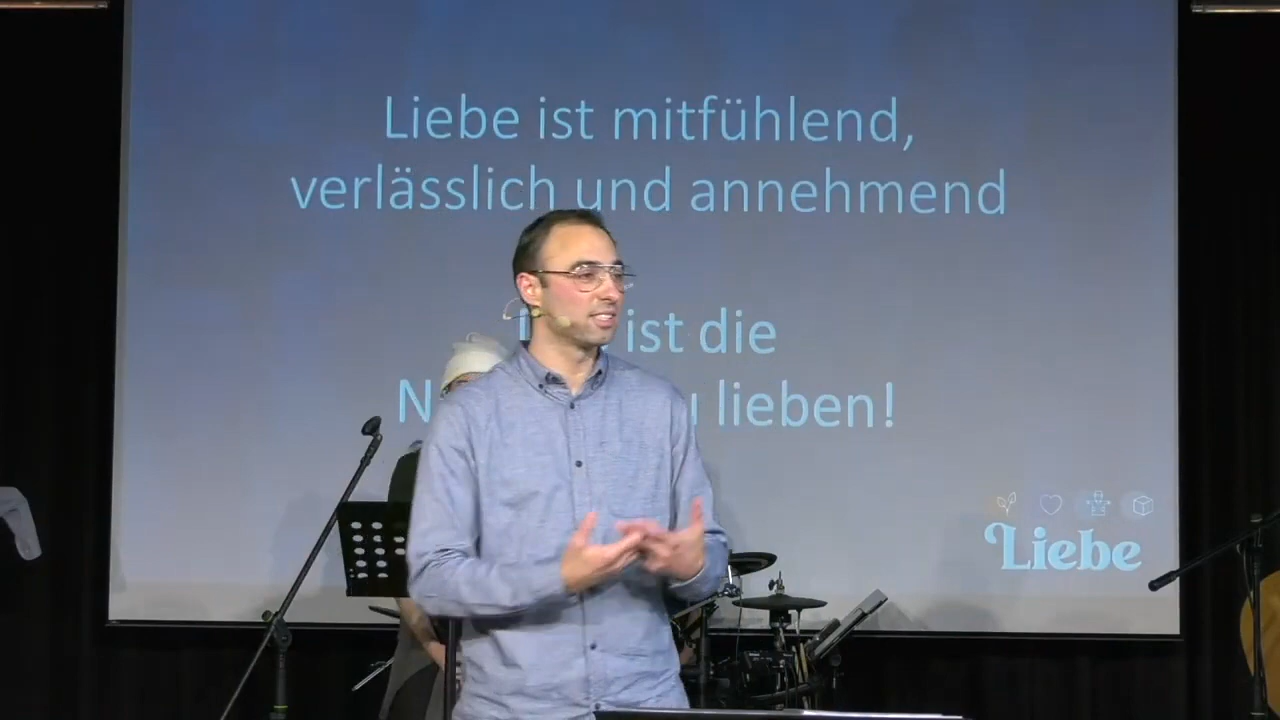 Liebe ist mitfühlend,
verlässlich und annehmend
ist die
lieben!
Liebe